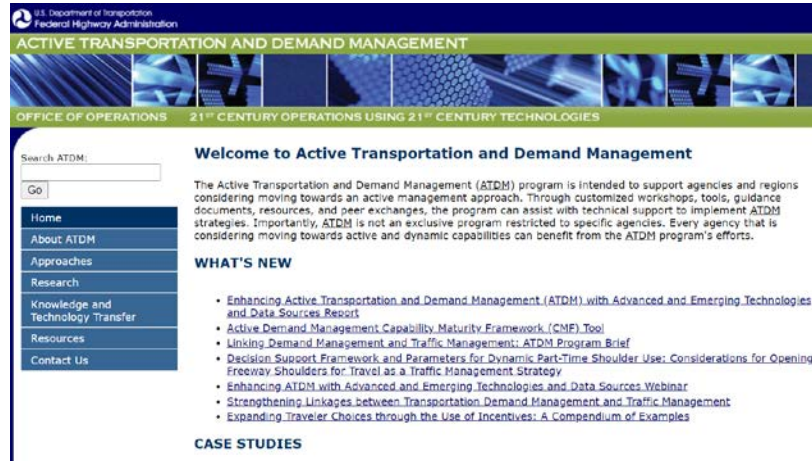 U.S. Department of Transportation
Federal Highway Administration
ACTIVE TRANSPORTATION AND DEMAND MANAGEMENT
OFFICE OF OPERATIONS 21ST CENTURY OPERATIONS USING 21ST CENTURY TECHNOLOGIES
Search ATDM:
Go
Home
About ATDM
Approaches
Research
Knowledge and
Technology Transfer
Resources
Contact Us
Welcome to Active Transportation and Demand Management
The Active Transportation and Demand Management (ATDM) program is intended to support agencies and regions
considering moving towards an active management approach. Through customized workshops, tools, guidance
documents, resources, and peer exchanges, the program can assist with technical support to implement ATDM
strategies. Importantly, ATDM is not an exclusive program restricted to specific agencies. Every agency that is
considering moving towards active and dynamic capabilities can benefit from the ATDM program's efforts.
WHAT'S NEW
• Enhancing Active Transportation and Demand Management (ATDM) with Advanced and Emerging Technologies
and Data Sources Report
• Active Demand Management Capability Maturity Framework (CMF) Tool
• Linking Demand Management and Traffic Management: ATDM Program Brief
• Decision Support Framework and Parameters for Dynamic Part-Time Shoulder Use: Considerations for Opening
Freeway Shoulders for Travel as a Traffic Management Strategy
• Enhancing ATDM with Advanced and Emerging Technologies and Data Sources Webinar
• Strengthening Linkages between Transportation Demand Management and Traffic Management
• Expanding Traveler Choices through the Use of Incentives: A Compendium of Examples
CASE STUDIES